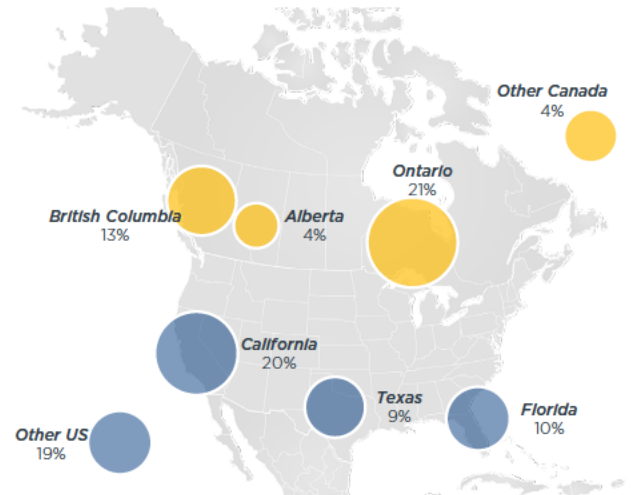 Other Canada
4%
Ontario
21%
British Columbia
13%
Alberta
4%
California
20%
Texas
9%
Florida
10%
Other US
19%